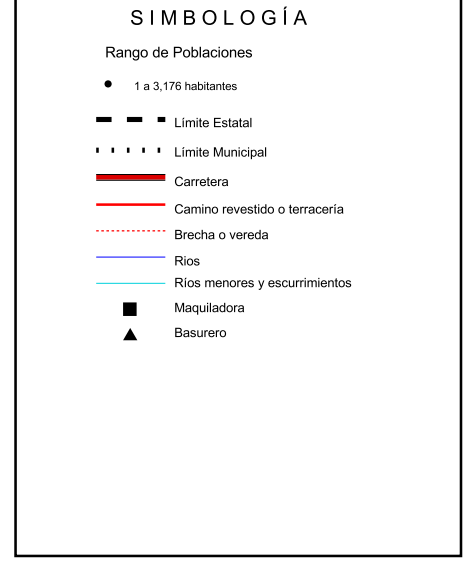 SIMBOLOGÍA
Rango de Poblaciones
1 a 3,176 habitantes
Límite Estatal
Límite Municipal
Carretera
Camino revestido o terracería
Brecha o vereda
Rios
Ríos menores y escurrimientos
Maquiladora
Basurero